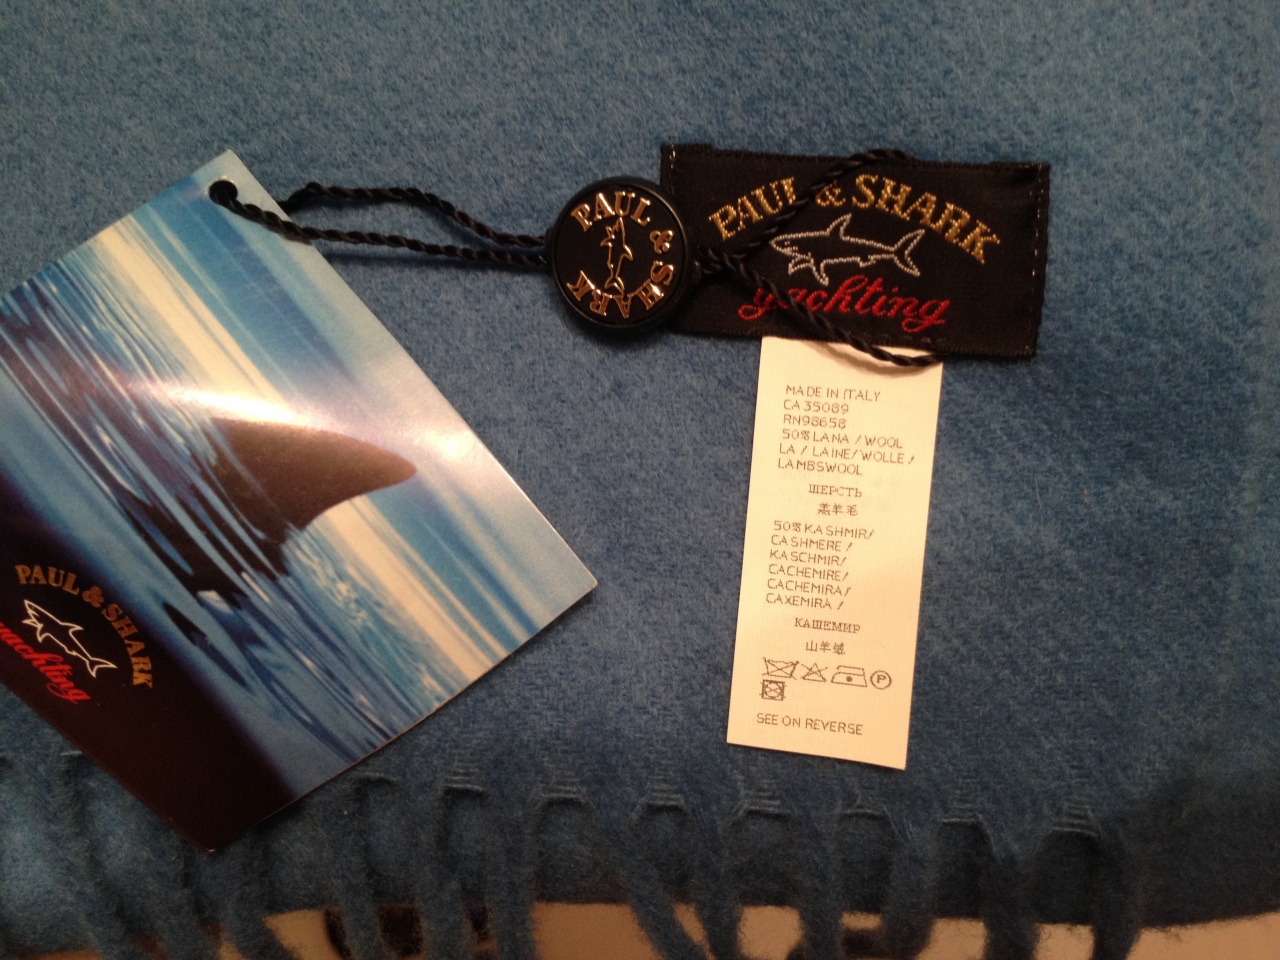 PAUL & SHARK
yachting
PAUL & SHARK
PAUL & SHARK
yachting
MADE IN ITALY
CA 35089
RN98658
50% LANA / WOOL
LA / LAINE/ WOLLE /
LAMBSWOOL
ШЕРСТЬ
羔羊毛
50% KASHMIR/
CASHMERE /
KASCHMIR/
CACHEMIRE/
CACHEMIRA/
CAXEMIRA /
КАШЕМИР
山羊绒
P
SEE ON REVERSE